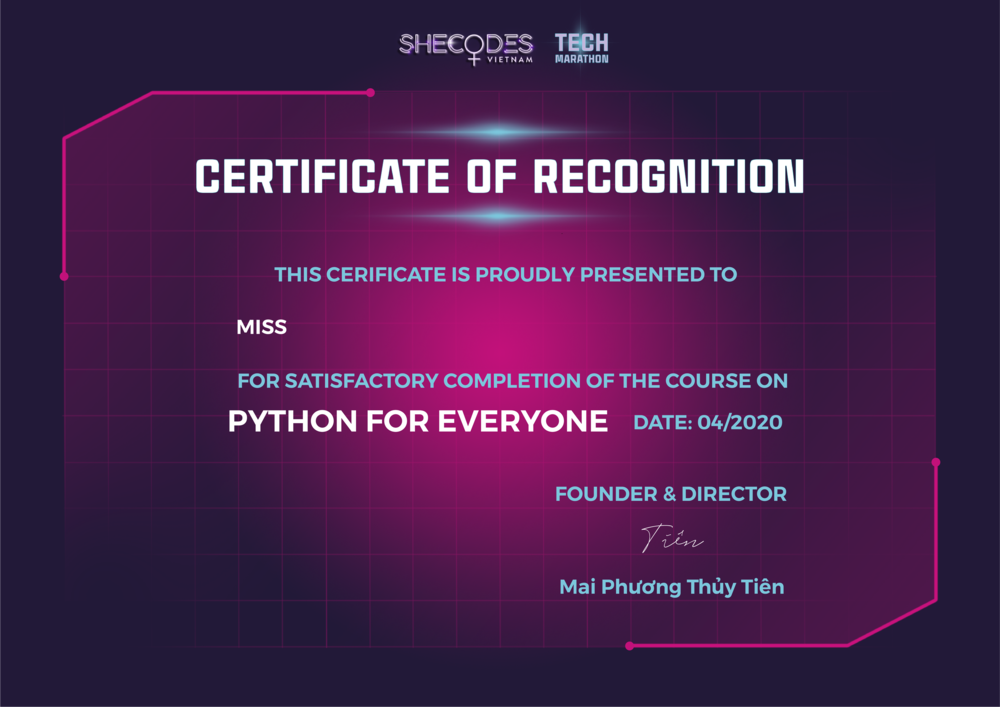 SHECODES
VIETNAM
TECH
MARATHON
CERTIFICATE OF RECOGNITION
THIS CERIFICATE IS PROUDLY PRESENTED TO
MISS
FOR SATISFACTORY COMPLETION OF THE COURSE ON
PYTHON FOR EVERYONE DATE: 04/2020
FOUNDER & DIRECTOR
Tiên
Mai Phương Thủy Tiên